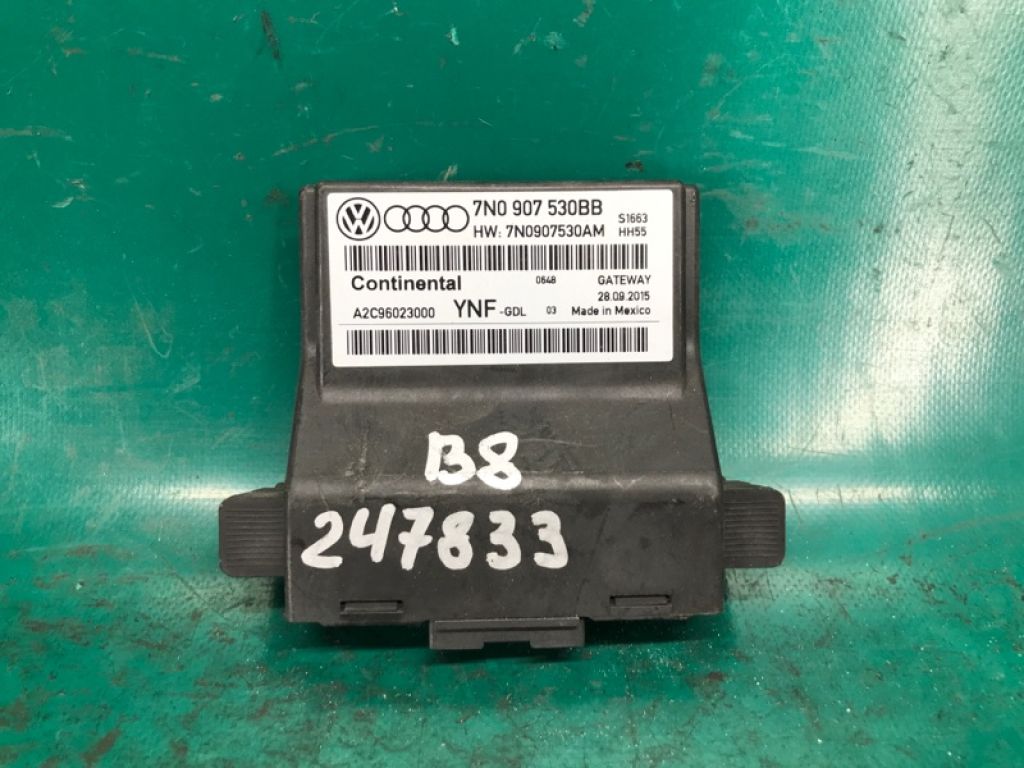 7N0 907 530BB S1663
HW: 7N0907530AM HH55
Continental 0648 GATEWAY
28.09.2015
A2C96023000 YNF -GDL 03 Made in Mexico
B8
247833